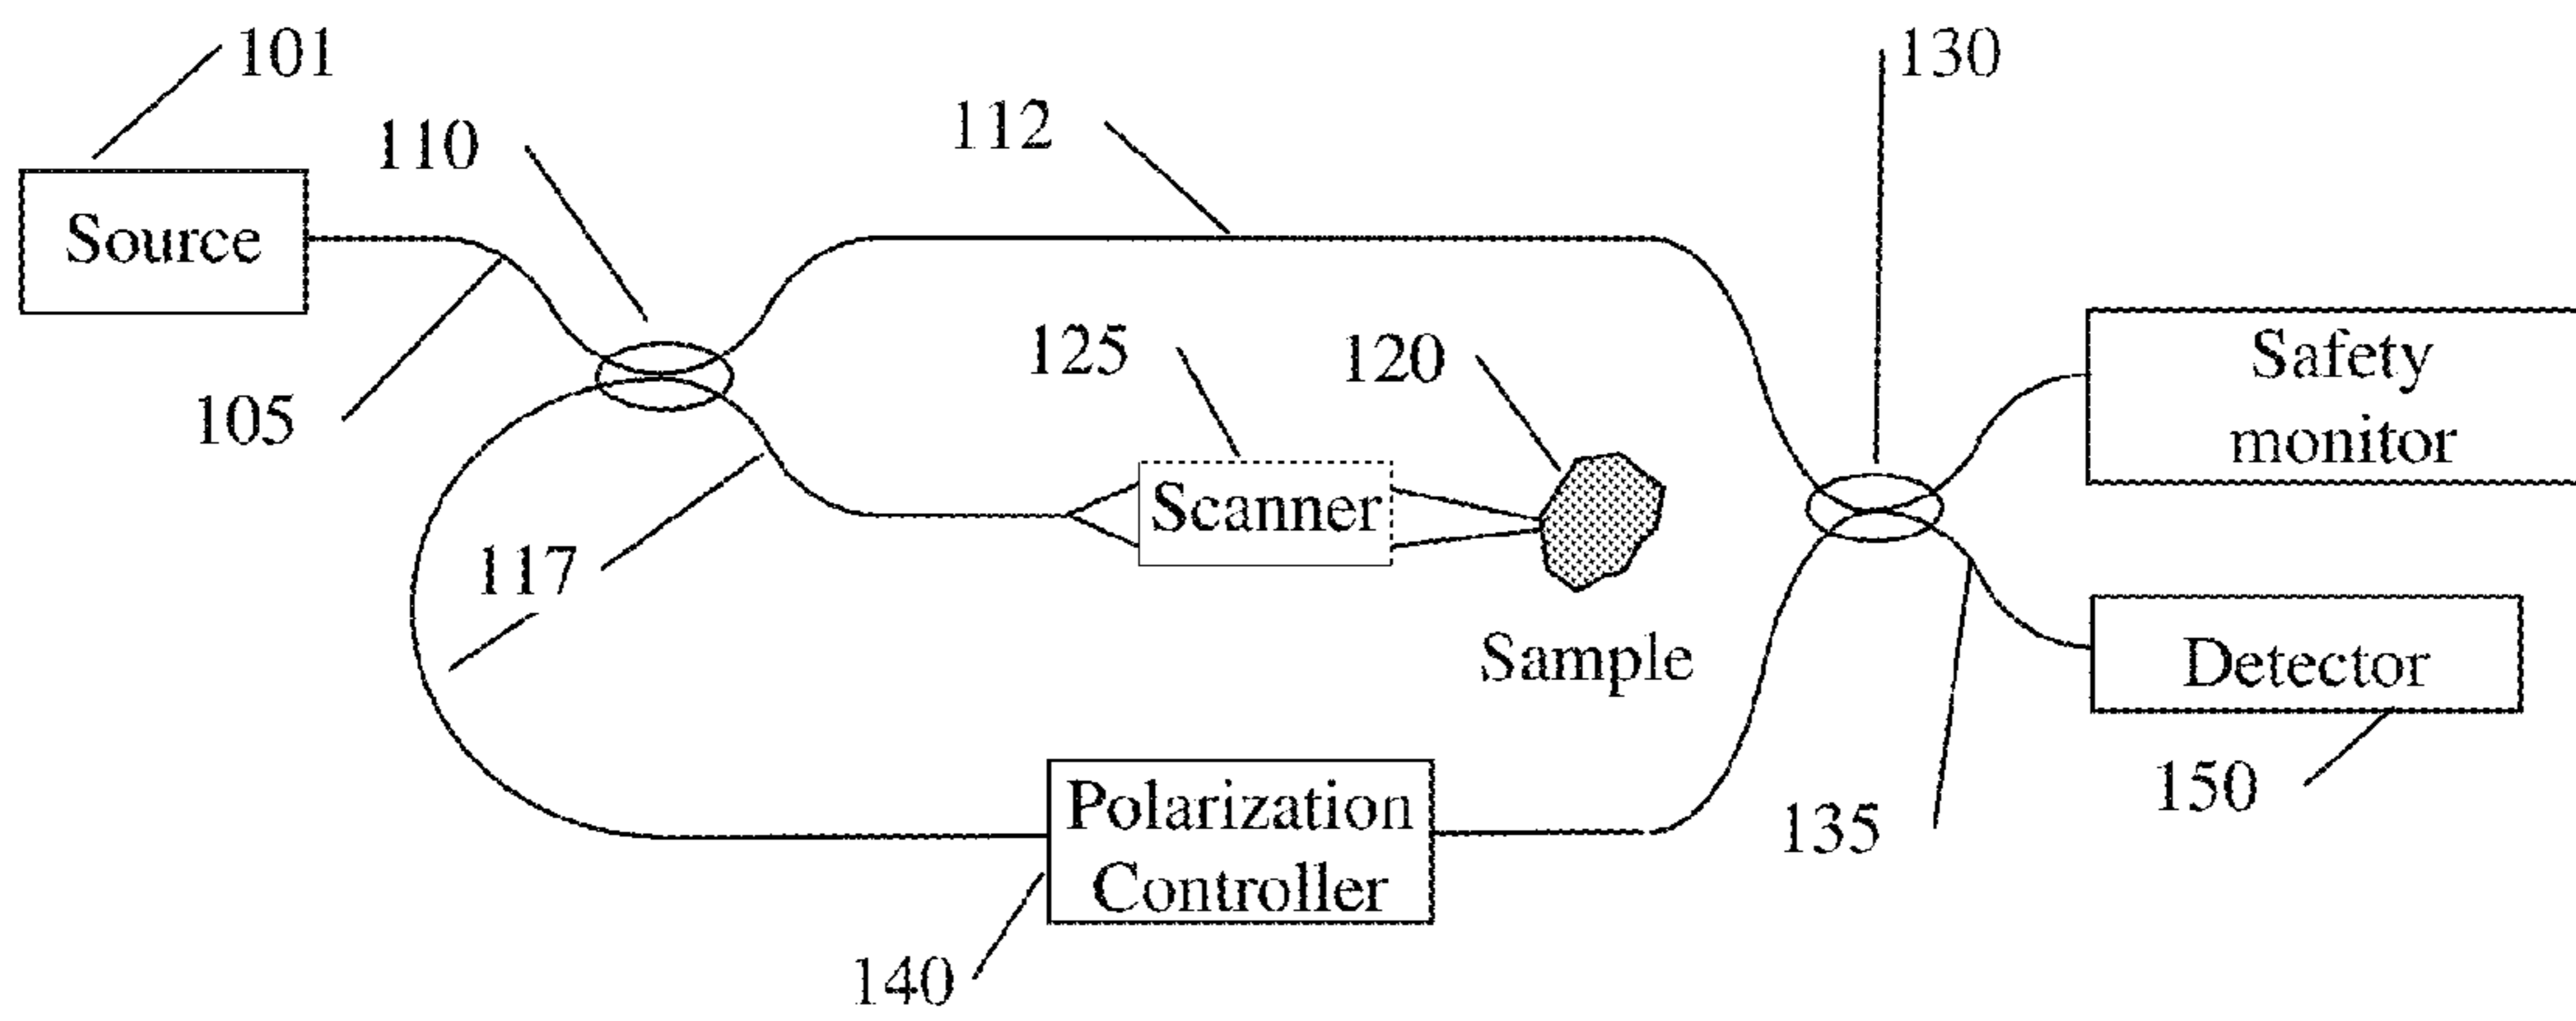 101
130
112
110
Source
125
120
Safety
monitor
105
Scanner
117
Sample
Detector
Polarization
Controller
150
135
140